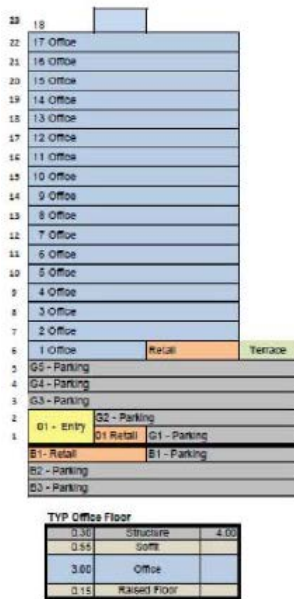 23 18
22 17 Office
21 16 Office
20 15 Office
19 14 Office
18 13 Office
17 12 Office
16 11 Office
15 10 Office
14 9 Office
13 8 Office
12 7 Office
11 6 Office
10 5 Office
9 4 Office
8 3 Office
7 2 Office
6 1 Office Retail Terrace
5 G5 - Parking
4 G4 - Parking
3 G3 - Parking
2 G2 - Parking
01 - Entry
1 01 Retail G1 - Parking
B1- Retail B1 - Parking
B2 - Parking
B3 - Parking
TYP Office Floor
0.30 Structure 4.00
0.55 Soffit
3.00 Office
0.15 Raised Floor